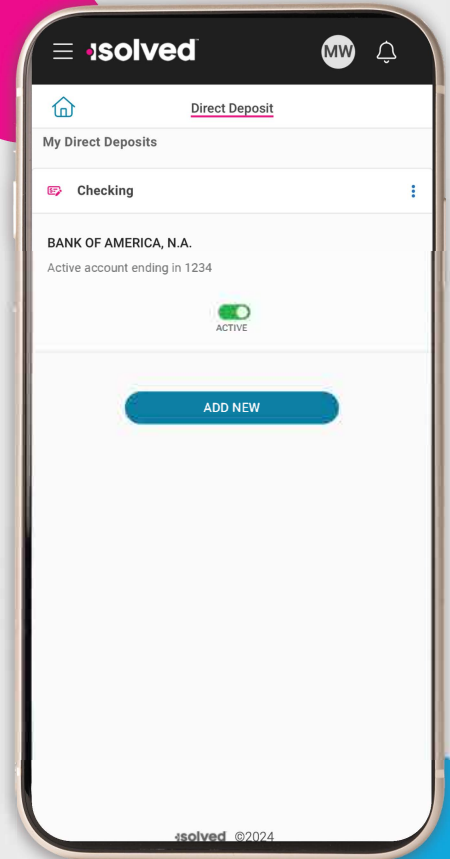 isolved
MW
Direct Deposit
My Direct Deposits
Checking
BANK OF AMERICA, N.A.
Active account ending in 1234
ACTIVE
ADD NEW
isolved ©2024